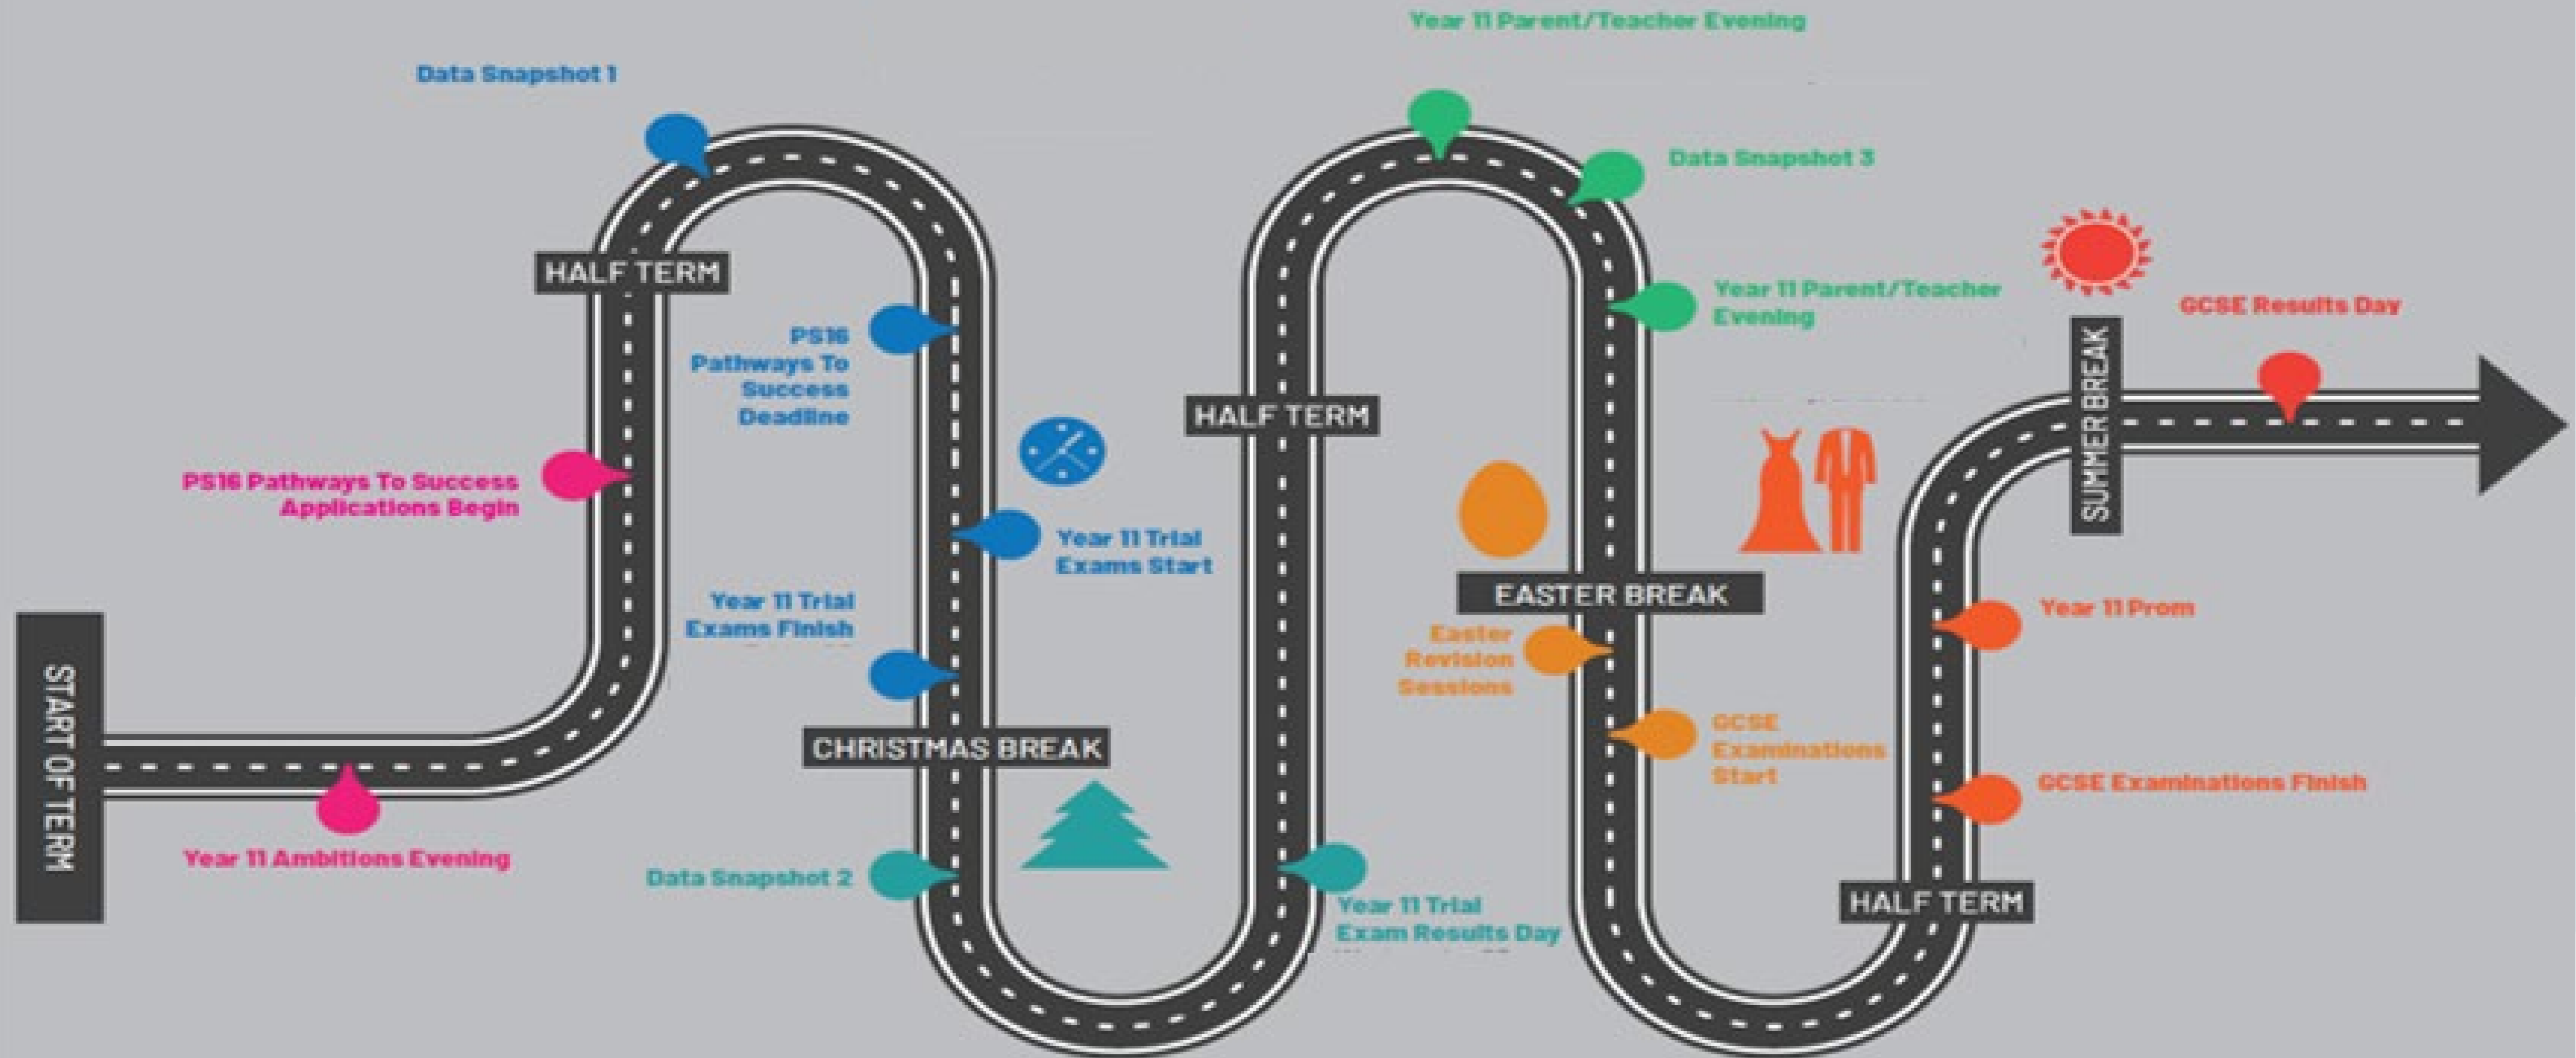 START OF TERM
Year 11 Ambitions Evening
PS16 Pathways To Success
Applications Begin
HALF TERM
Data Snapshot 1
PS16
Pathways To
Success
Deadline
Year 11 Trial
Exams Start
Year 11 Trial
Exams Finish
CHRISTMAS BREAK
Data Snapshot 2
Year 11 Trial
Exam Results Day
HALF TERM
Year 11 Parent/Teacher Evening
Data Snapshot 3
Year 11 Parent/Teacher
Evening
EASTER BREAK
Easter
Revision
Sessions
GCSE
Examinations
Start
HALF TERM
GCSE Examinations Finish
Year 11 Prom
SUMMER BREAK
GCSE Results Day